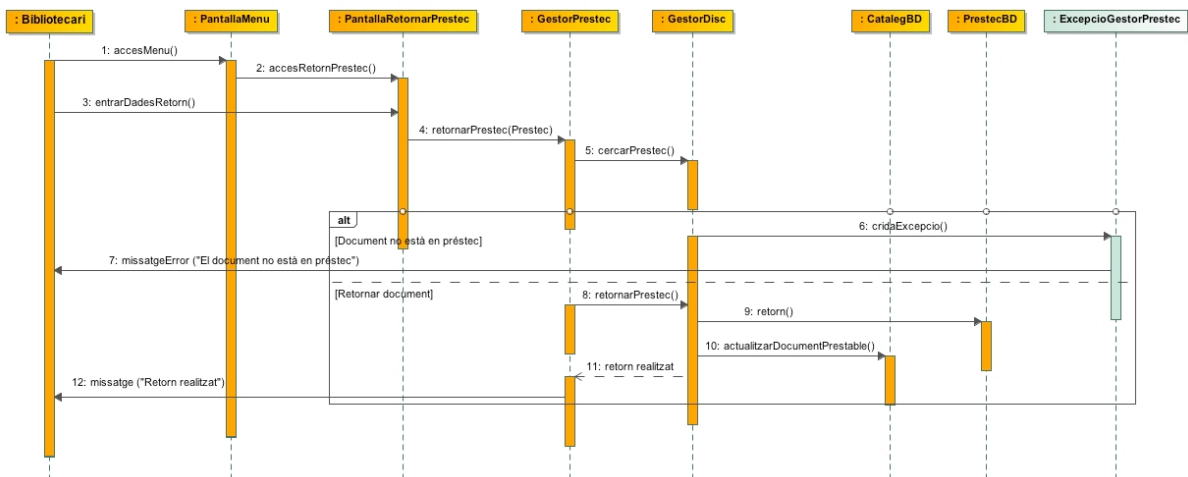 : Bibliotecari
: PantallaMenu
: PantallaRetornarPrestec
: GestorPrestec
: GestorDisc
: CatalegBD
: PrestecBD
: ExcepcioGestorPrestec
1: accesMenu()
2: accesRetornPrestec()
3: entrarDadesRetorn()
4: retornarPrestec(Prestec)
5: cercarPrestec()
alt
6: cridaExcepcio()
[Document no està en préstec]
7: missatgeError ("El document no està en préstec")
[Retornar document]
8: retornarPrestec()
9: retorn()
10: actualitzarDocumentPrestable()
11: retorn realitzat
12: missatge ("Retorn realitzat")